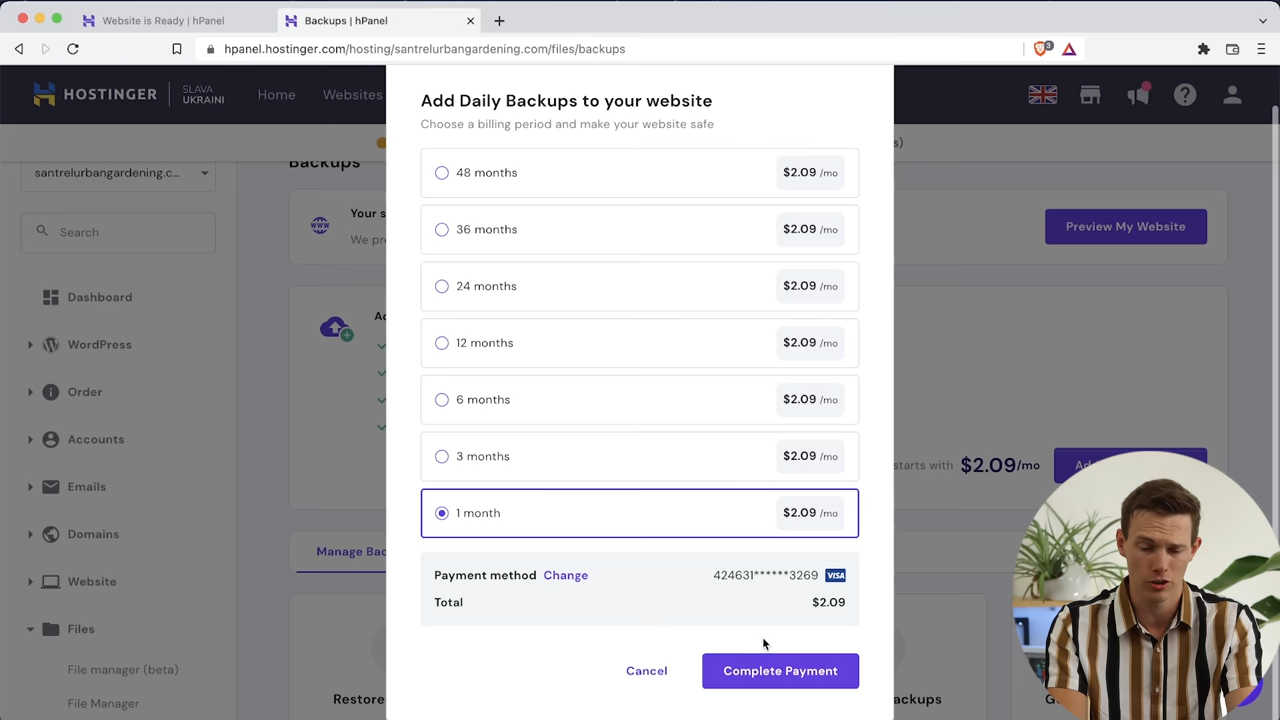 Website is Ready | hPanel
Backups | hPanel
hpanel.hostinger.com/hosting/santrelurbangardening.com/files/backups
3
HOSTINGER
SLAVA
UKRAINI
Home
Websites
s)
Backups
santrelurbangardening.c...
Search
Dashboard
WordPress
Order
Accounts
Emails
Domains
Website
Files
File manager (beta)
File Manager
Your s
We pre
Preview My Website
Ac
starts with $2.09/mo
Manage Bac
Restore
ackups
Add Daily Backups to your website
Choose a billing period and make your website safe
48 months $2.09 /mo
36 months $2.09 /mo
24 months $2.09 /mo
12 months $2.09 /mo
6 months $2.09 /mo
3 months $2.09 /mo
1 month $2.09 /mo
Payment method Change 424631******3269 VISA
Total $2.09
Cancel
Complete Payment